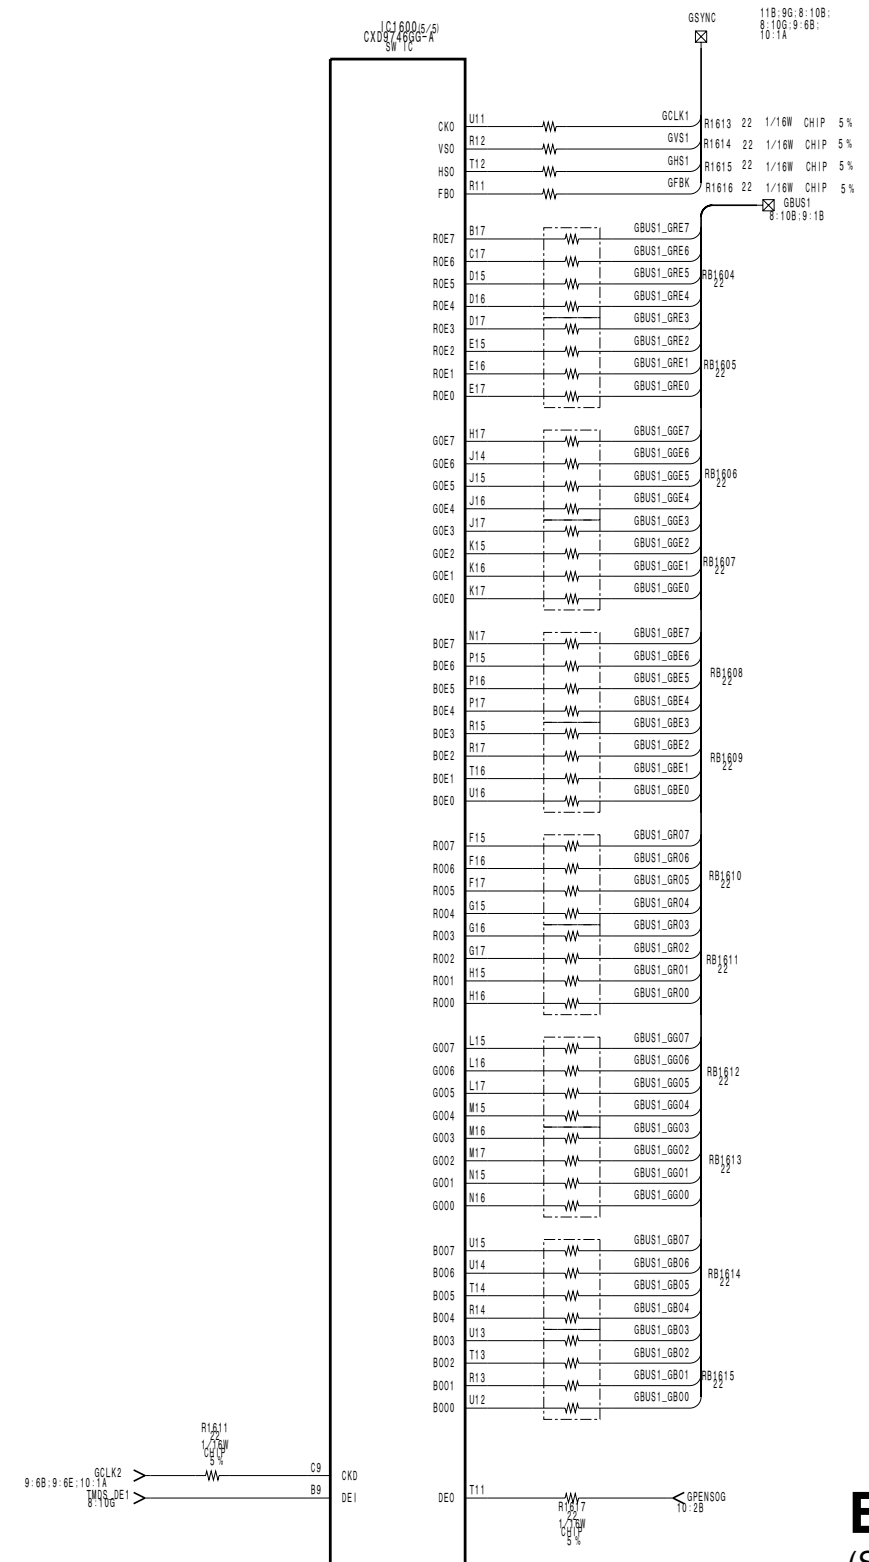 IC1600(5/5)
CXD9746GG-A
SW IC
GSYNC
11B;9G;8:10B;
8:10G;9:6B;
10:1A
CKO U11 GCLK1 R1613 22 1/16W CHIP 5%
VSO R12 GVS1 R1614 22 1/16W CHIP 5%
HSO T12 GHS1 R1615 22 1/16W CHIP 5%
FBO R11 GFBK R1616 22 1/16W CHIP 5%
GBUS1
8:10B;9:1B
ROE7 B17 GBUS1_GRE7
ROE6 C17 GBUS1_GRE6
ROE5 D15 GBUS1_GRE5
RB1604
22
ROE4 D16 GBUS1_GRE4
ROE3 D17 GBUS1_GRE3
ROE2 E15 GBUS1_GRE2
ROE1 E16 GBUS1_GRE1
RB1605
22
ROE0 E17 GBUS1_GRE0
GOE7 H17 GBUS1_GGE7
GOE6 J14 GBUS1_GGE6
GOE5 J15 GBUS1_GGE5
RB1606
22
GOE4 J16 GBUS1_GGE4
GOE3 J17 GBUS1_GGE3
GOE2 K15 GBUS1_GGE2
GOE1 K16 GBUS1_GGE1
RB1607
22
GOE0 K17 GBUS1_GGE0
BOE7 N17 GBUS1_GBE7
BOE6 P15 GBUS1_GBE6
BOE5 P16 GBUS1_GBE5
RB1608
22
BOE4 P17 GBUS1_GBE4
BOE3 R15 GBUS1_GBE3
BOE2 R17 GBUS1_GBE2
BOE1 T16 GBUS1_GBE1
RB1609
22
BOE0 U16 GBUS1_GBE0
ROO7 F15 GBUS1_GRO7
ROO6 F16 GBUS1_GRO6
ROO5 F17 GBUS1_GRO5
RB1610
22
ROO4 G15 GBUS1_GRO4
ROO3 G16 GBUS1_GRO3
ROO2 G17 GBUS1_GRO2
ROO1 H15 GBUS1_GRO1
RB1611
22
ROO0 H16 GBUS1_GRO0
GOO7 L15 GBUS1_GGO7
GOO6 L16 GBUS1_GGO6
GOO5 L17 GBUS1_GGO5
RB1612
22
GOO4 M15 GBUS1_GGO4
GOO3 M16 GBUS1_GGO3
GOO2 M17 GBUS1_GGO2
GOO1 N15 GBUS1_GGO1
RB1613
22
GOO0 N16 GBUS1_GGO0
BOO7 U15 GBUS1_GBO7
BOO6 U14 GBUS1_GBO6
BOO5 T14 GBUS1_GBO5
RB1614
22
BOO4 R14 GBUS1_GBO4
BOO3 U13 GBUS1_GBO3
BOO2 T13 GBUS1_GBO2
BOO1 R13 GBUS1_GBO1
RB1615
22
BOO0 U12 GBUS1_GBO0
R1611
22
1/16W
CHIP
5%
GCLK2 C9 CKD
9:6B;9:6E;10:1A
TMDS_DE1 B9 DEI
8:10G
DEO T11 GPENSOG
10:2B
R1617
22
1/16W
CHIP
5%